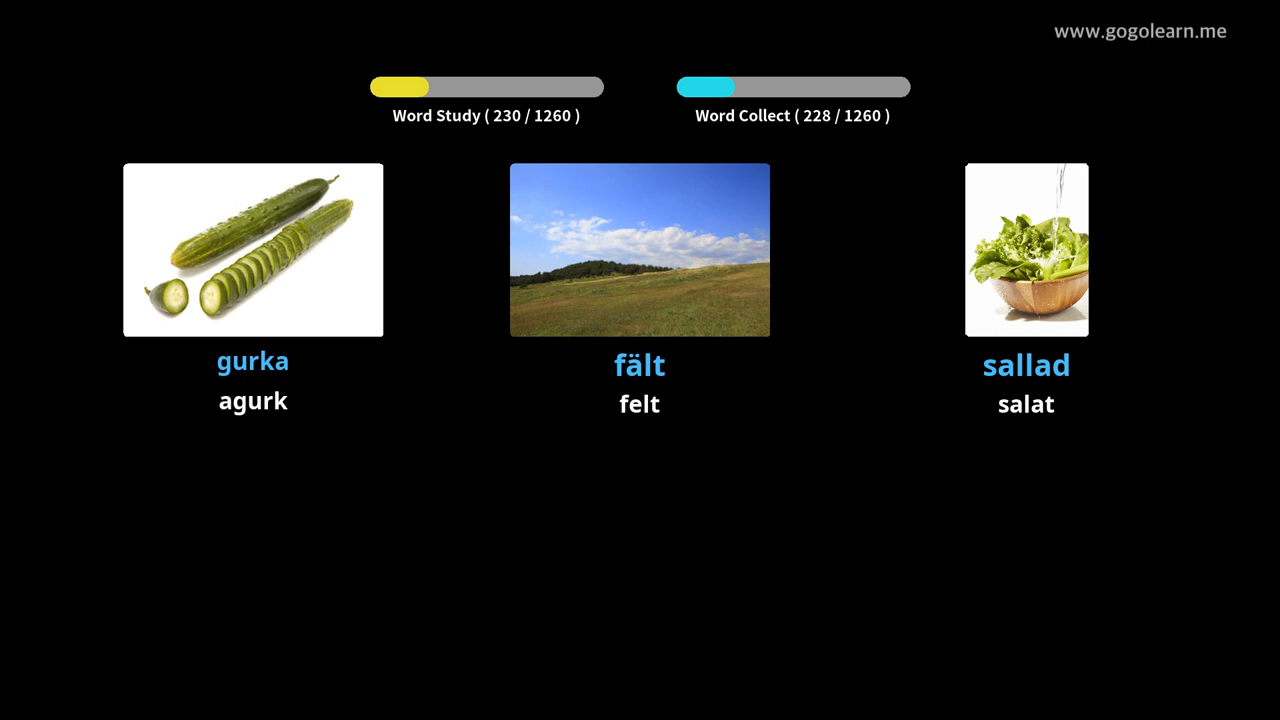 www.gogolearn.me
Word Study ( 230 / 1260 )
Word Collect ( 228 / 1260 )
gurka
agurk
fält
felt
sallad
salat